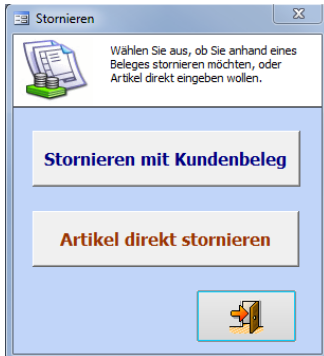 Stornieren
Wählen Sie aus, ob Sie anhand eines
Beleges stornieren möchten, oder
Artikel direkt eingeben wollen.
Stornieren mit Kundenbeleg
Artikel direkt stornieren